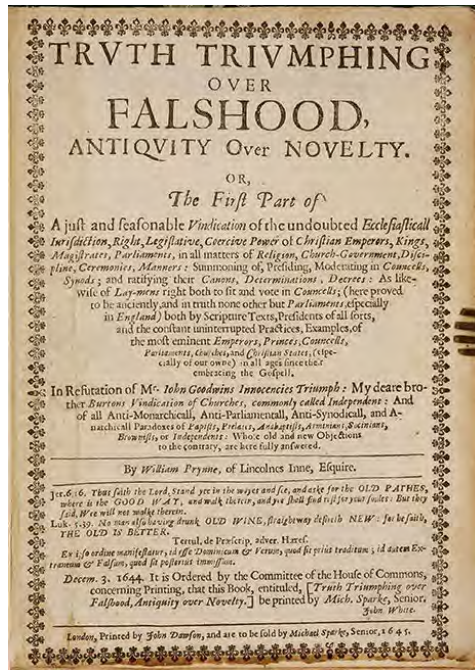 TRVTH TRIVMPHING
OVER
FALSHOOD,
ANTIQVITY Over NOVELTY.
OR,
The First Part of
A just and seasonable Vindication of the undoubted Ecclesiasticall
Iurisdiction, Right, Legislative, Coercive Power of Christian Emperors, Kings,
Magistrates, Parliaments, in all matters of Religion, Church-Government, Disci-
pline, Ceremonies, Manners: Summoning of, Presiding, Moderating in Councells,
Synods; and ratifying their Canons, Determinations, Decrees: As like-
wise of Lay-mens right both to sit and vote in Councells; (here proved
to be anciently, and in truth none other but Parliaments, especially
in England) both by Scripture Texts, Presidents of all sorts,
and the constant uninterrupted Practices, Examples, of
the most eminent Emperors, Princes, Councells,
Parliaments, Churches, and Christian States, (espe-
cially of our owne) in all ages since their
embracing the Gospell.
In Refutation of Mr. Iohn Goodwins Innocencies Triumph: My deare bro-
ther Burtons Vindication of Churches, commonly called Independent: And
of all Anti-Monarchicall, Anti-Parliamentall, Anti-Synodicall, and A-
narchicall Paradoxes of Papists, Prelates, Anabaptists, Arminians, Socinians,
Brownists, or Independents: Whose old and new Objections
to the contrary, are here fully answered.
By William Prynne, of Lincolnes Inne, Esquire.
Jer. 6. 16. Thus saith the Lord, Stand yee in the wayes and see, and aske for the OLD PATHES,
where is the GOOD WAY, and walk therein, and ye shall find rest for your soules: But they
said, Wee will not walke therein.
Luk. 5.39. No man also having drunk OLD WINE, straightway desireth NEW: for he saith,
THE OLD IS BETTER.
Tertul. de Præscrip. adver. Hæres.
Ex ipso ordine manifestatur, id esse Dominicum & Verum, quod sit prius traditum; id autem Ex-
traneum & Falsum, quod sit posterius immissum.
Decem. 3. 1644. It is Ordered by the Committee of the House of Commons,
concerning Printing, that this Book, entituled, [Truth Triumphing over
Falshood, Antiquity over Novelty.] be printed by Mich. Sparke, Senior.
John White.
London, Printed by John Dawson, and are to be sold by Michael Sparke, Senior, 1645.